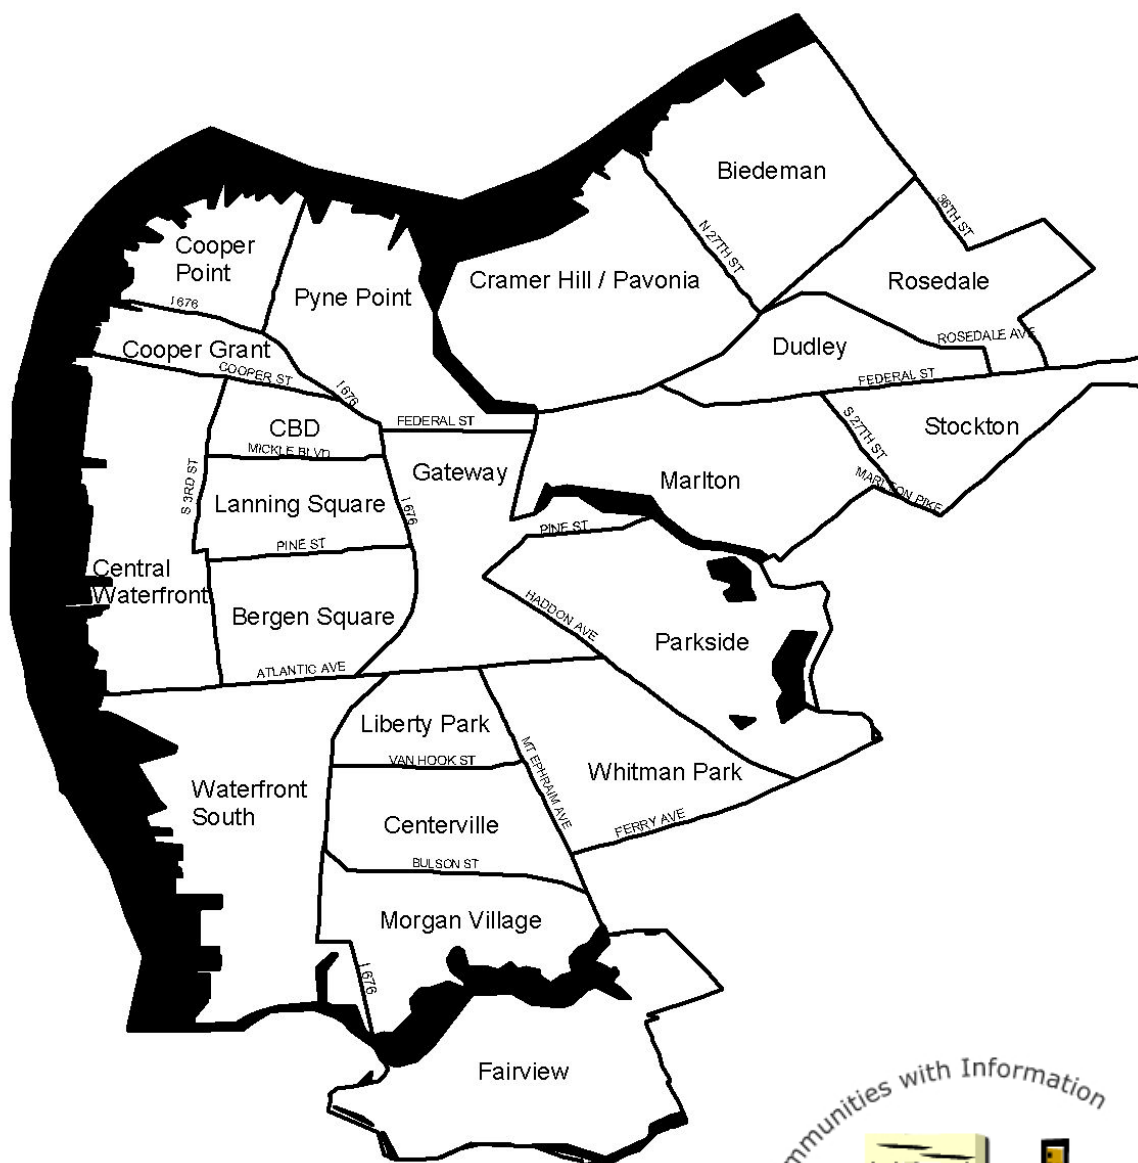 Biedeman
36TH ST
N 27TH ST
Cooper
Point
Pyne Point
Cramer Hill / Pavonia
Rosedale
I 676
Cooper Grant
Dudley
ROSEDALE AVE
COOPER ST
I 676
FEDERAL ST
FEDERAL ST
CBD
MICKLE BLVD
S 27TH ST
Stockton
Gateway
Marlton
MARLTON PIKE
S 3RD ST
Lanning Square
I 676
PINE ST
PINE ST
Central
Waterfront
Bergen Square
HADDON AVE
Parkside
ATLANTIC AVE
Liberty Park
VAN HOOK ST
MT EPHRAIM AVE
Whitman Park
Waterfront
South
Centerville
FERRY AVE
BULSON ST
Morgan Village
I 676
Fairview
mmunities with Information